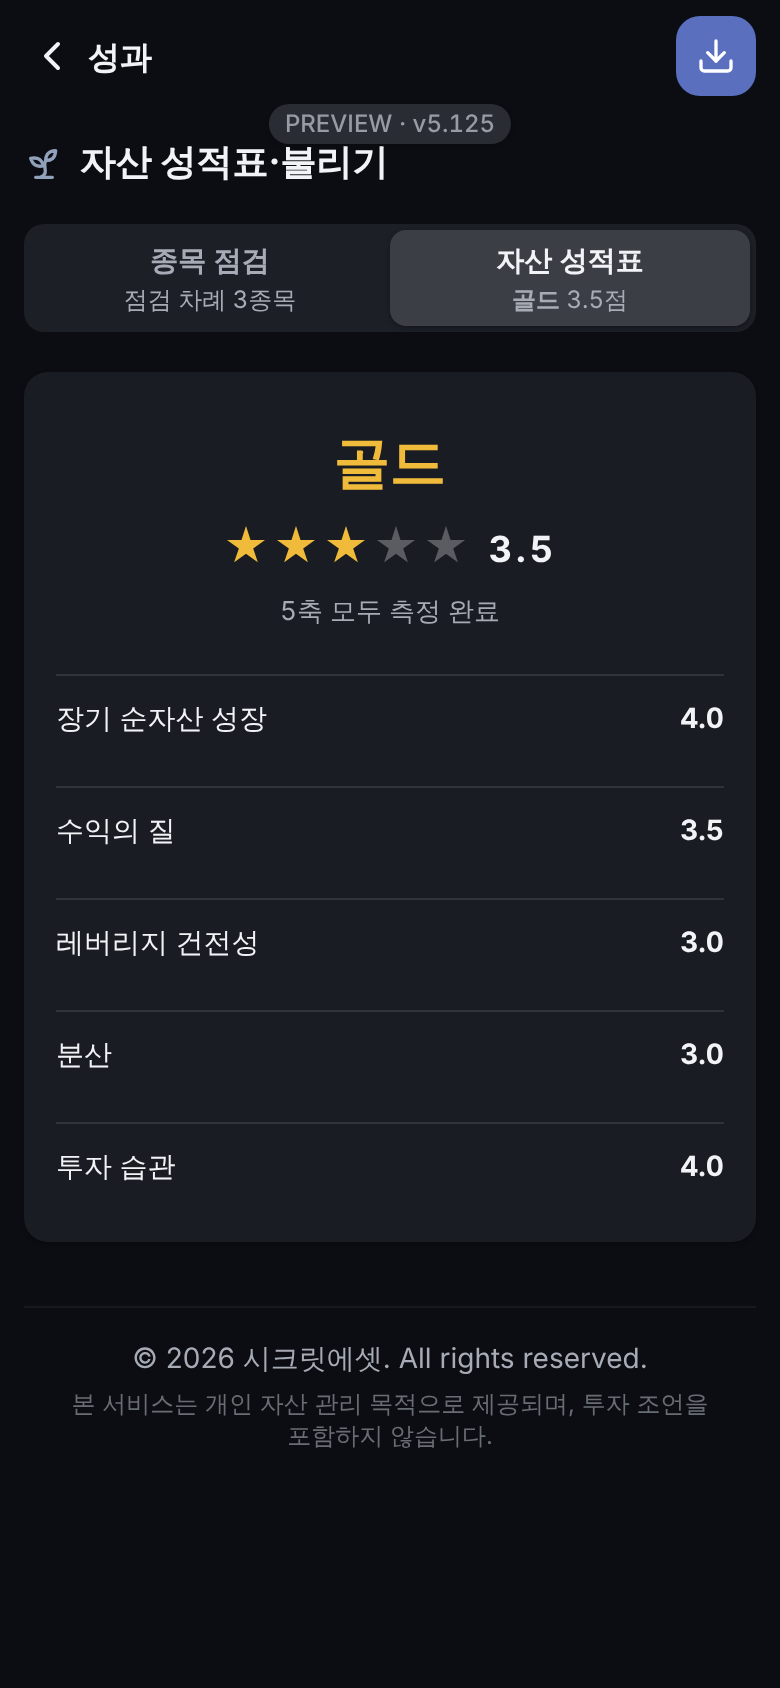 성과
PREVIEW · v5.125
자산 성적표·불리기
종목 점검
점검 차례 3종목
자산 성적표
골드 3.5점
골드
★★★★★ 3.5
5축 모두 측정 완료
장기 순자산 성장 4.0
수익의 질 3.5
레버리지 건전성 3.0
분산 3.0
투자 습관 4.0
© 2026 시크릿에셋. All rights reserved.
본 서비스는 개인 자산 관리 목적으로 제공되며, 투자 조언을
포함하지 않습니다.